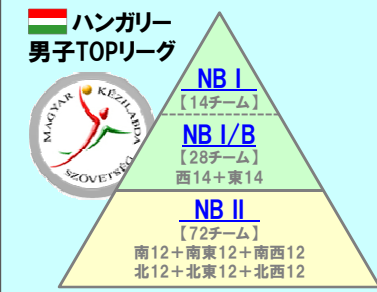 ハンガリー
男子TOPリーグ
MAGYAR KÉZILABDA SZÖVETSÉG
NB I
【14チーム】
NB I/B
【28チーム】
西14＋東14
NB II
【72チーム】
南12＋南東12＋南西12
北12＋北東12＋北西12